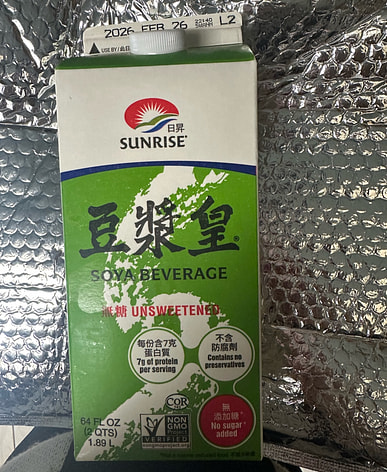 2026 FEB 26 22140 L2
USE BY /
日昇
SUNRISE
豆漿皇
SOYA BEVERAGE
無糖 UNSWEETENED
每份含7克
蛋白質
7g of protein
per serving
不含
防腐劑
Contains no
preservatives
COR
NON
GMO
VERIFIED
無
添加糖*
No sugar*
added
64 FL OZ
(2 QTS)
1.89 L